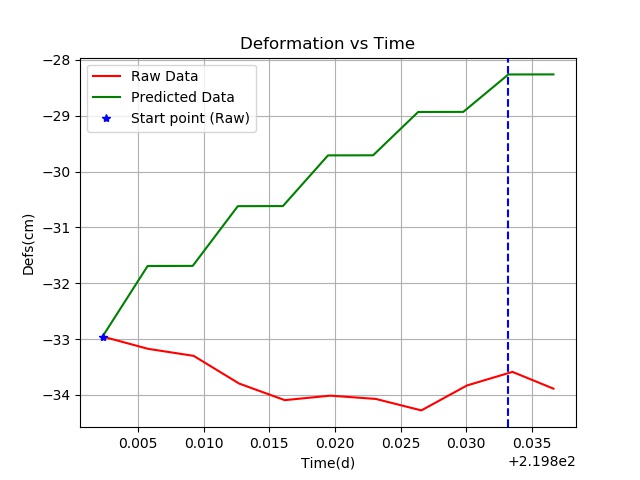 Deformation vs Time
Raw Data
Predicted Data
Start point (Raw)
Defs(cm)
−28
−29
−30
−31
−32
−33
−34
0.005 0.010 0.015 0.020 0.025 0.030 0.035
Time(d)
+2.198e2